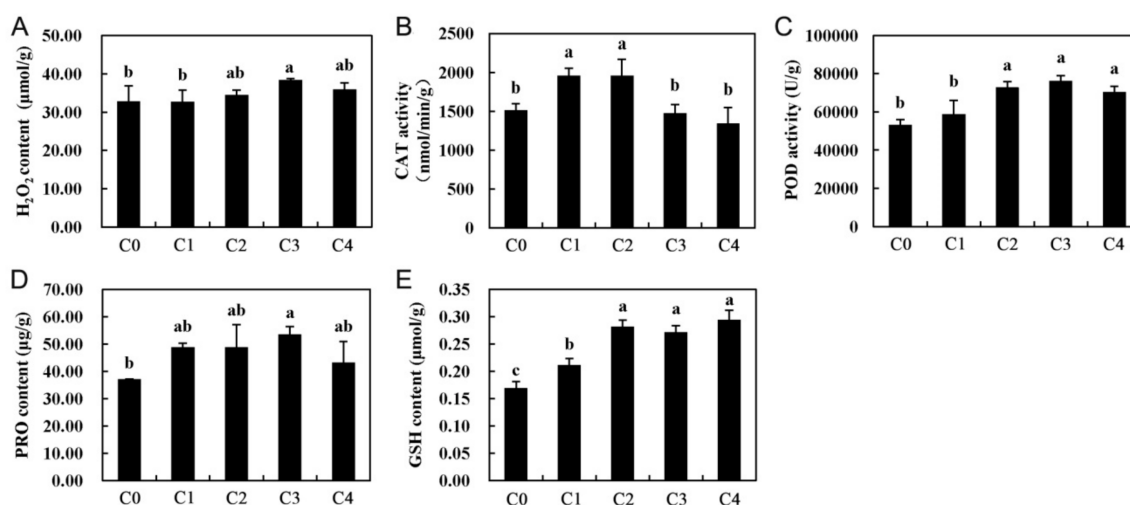 A
H₂O₂ content (μmol/g)
50.00
40.00
30.00
20.00
10.00
0.00
b
b
ab
a
ab
C0
C1
C2
C3
C4
B
CAT activity
(nmol/min/g)
2500
2000
1500
1000
500
0
b
a
a
b
b
C0
C1
C2
C3
C4
C
POD activity (U/g)
100000
80000
60000
40000
20000
0
b
b
a
a
a
C0
C1
C2
C3
C4
D
PRO content (μg/g)
70.00
60.00
50.00
40.00
30.00
20.00
10.00
0.00
b
ab
ab
a
ab
C0
C1
C2
C3
C4
E
GSH content (μmol/g)
0.35
0.30
0.25
0.20
0.15
0.10
0.05
0.00
c
b
a
a
a
C0
C1
C2
C3
C4